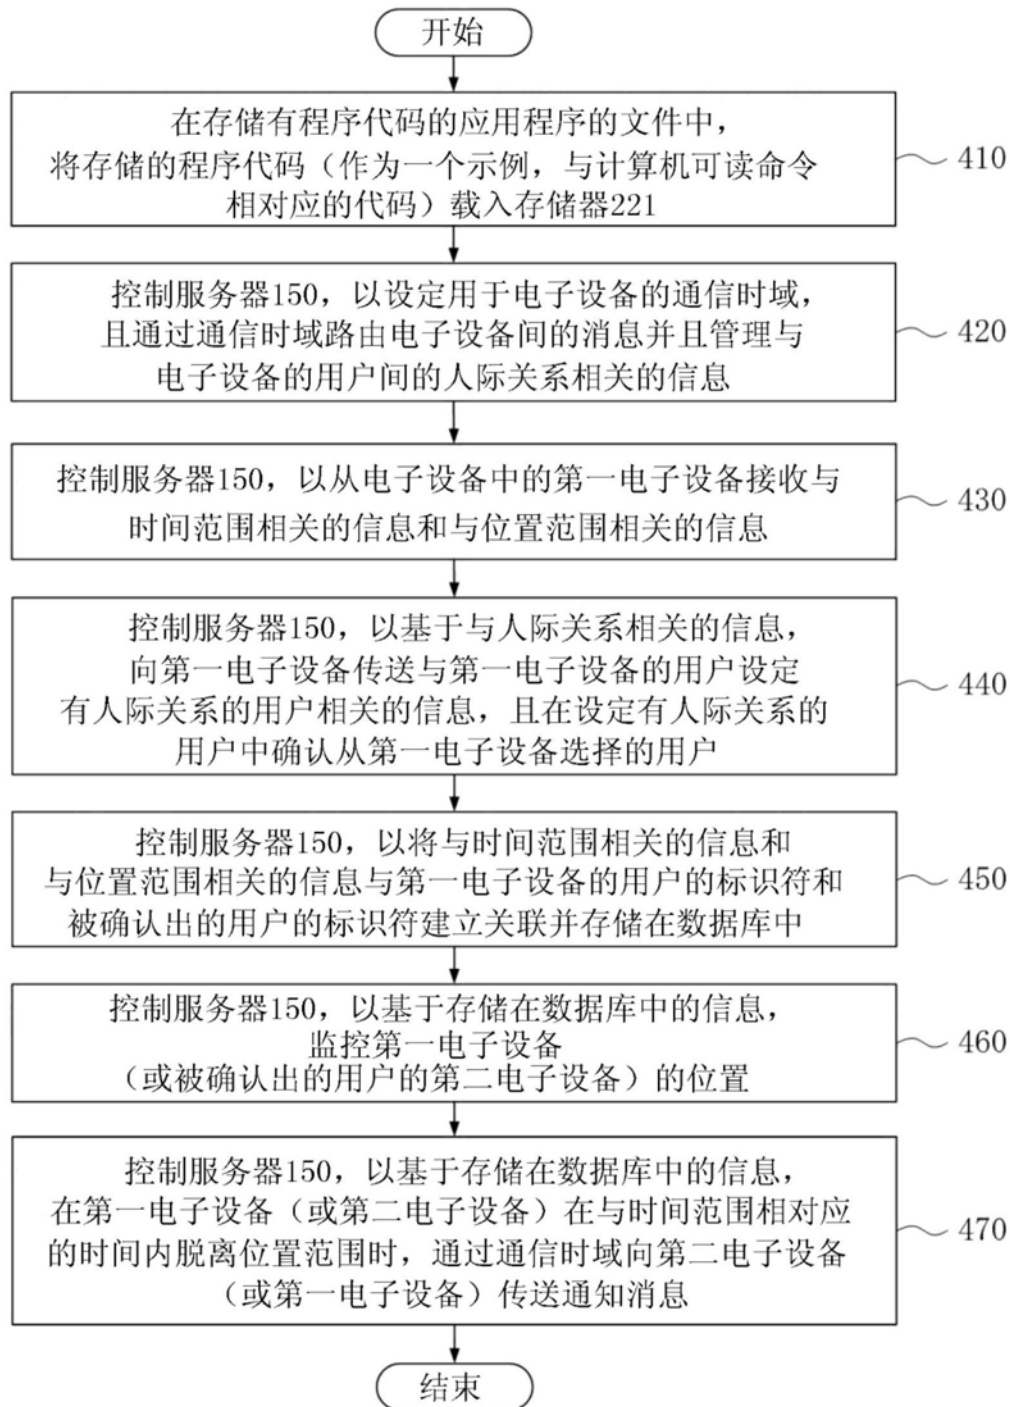 开始
在存储有程序代码的应用程序的文件中，
将存储的程序代码（作为一个示例，与计算机可读命令
相对应的代码）载入存储器221
410
控制服务器150，以设定用于电子设备的通信时域，
且通过通信时域路由电子设备间的消息并且管理与
电子设备的用户间的人际关系相关的信息
420
控制服务器150，以从电子设备中的第一电子设备接收与
时间范围相关的信息和与位置范围相关的信息
430
控制服务器150，以基于与人际关系相关的信息，
向第一电子设备传送与第一电子设备的用户设定
有人际关系的用户相关的信息，且在设定有人际关系的
用户中确认从第一电子设备选择的用户
440
控制服务器150，以将与时间范围相关的信息和
与位置范围相关的信息与第一电子设备的用户的标识符和
被确认出的用户的标识符建立关联并存储在数据库中
450
控制服务器150，以基于存储在数据库中的信息，
监控第一电子设备
（或被确认出的用户的第二电子设备）的位置
460
控制服务器150，以基于存储在数据库中的信息，
在第一电子设备（或第二电子设备）在与时间范围相对应
的时间内脱离位置范围时，通过通信时域向第二电子设备
（或第一电子设备）传送通知消息
470
结束